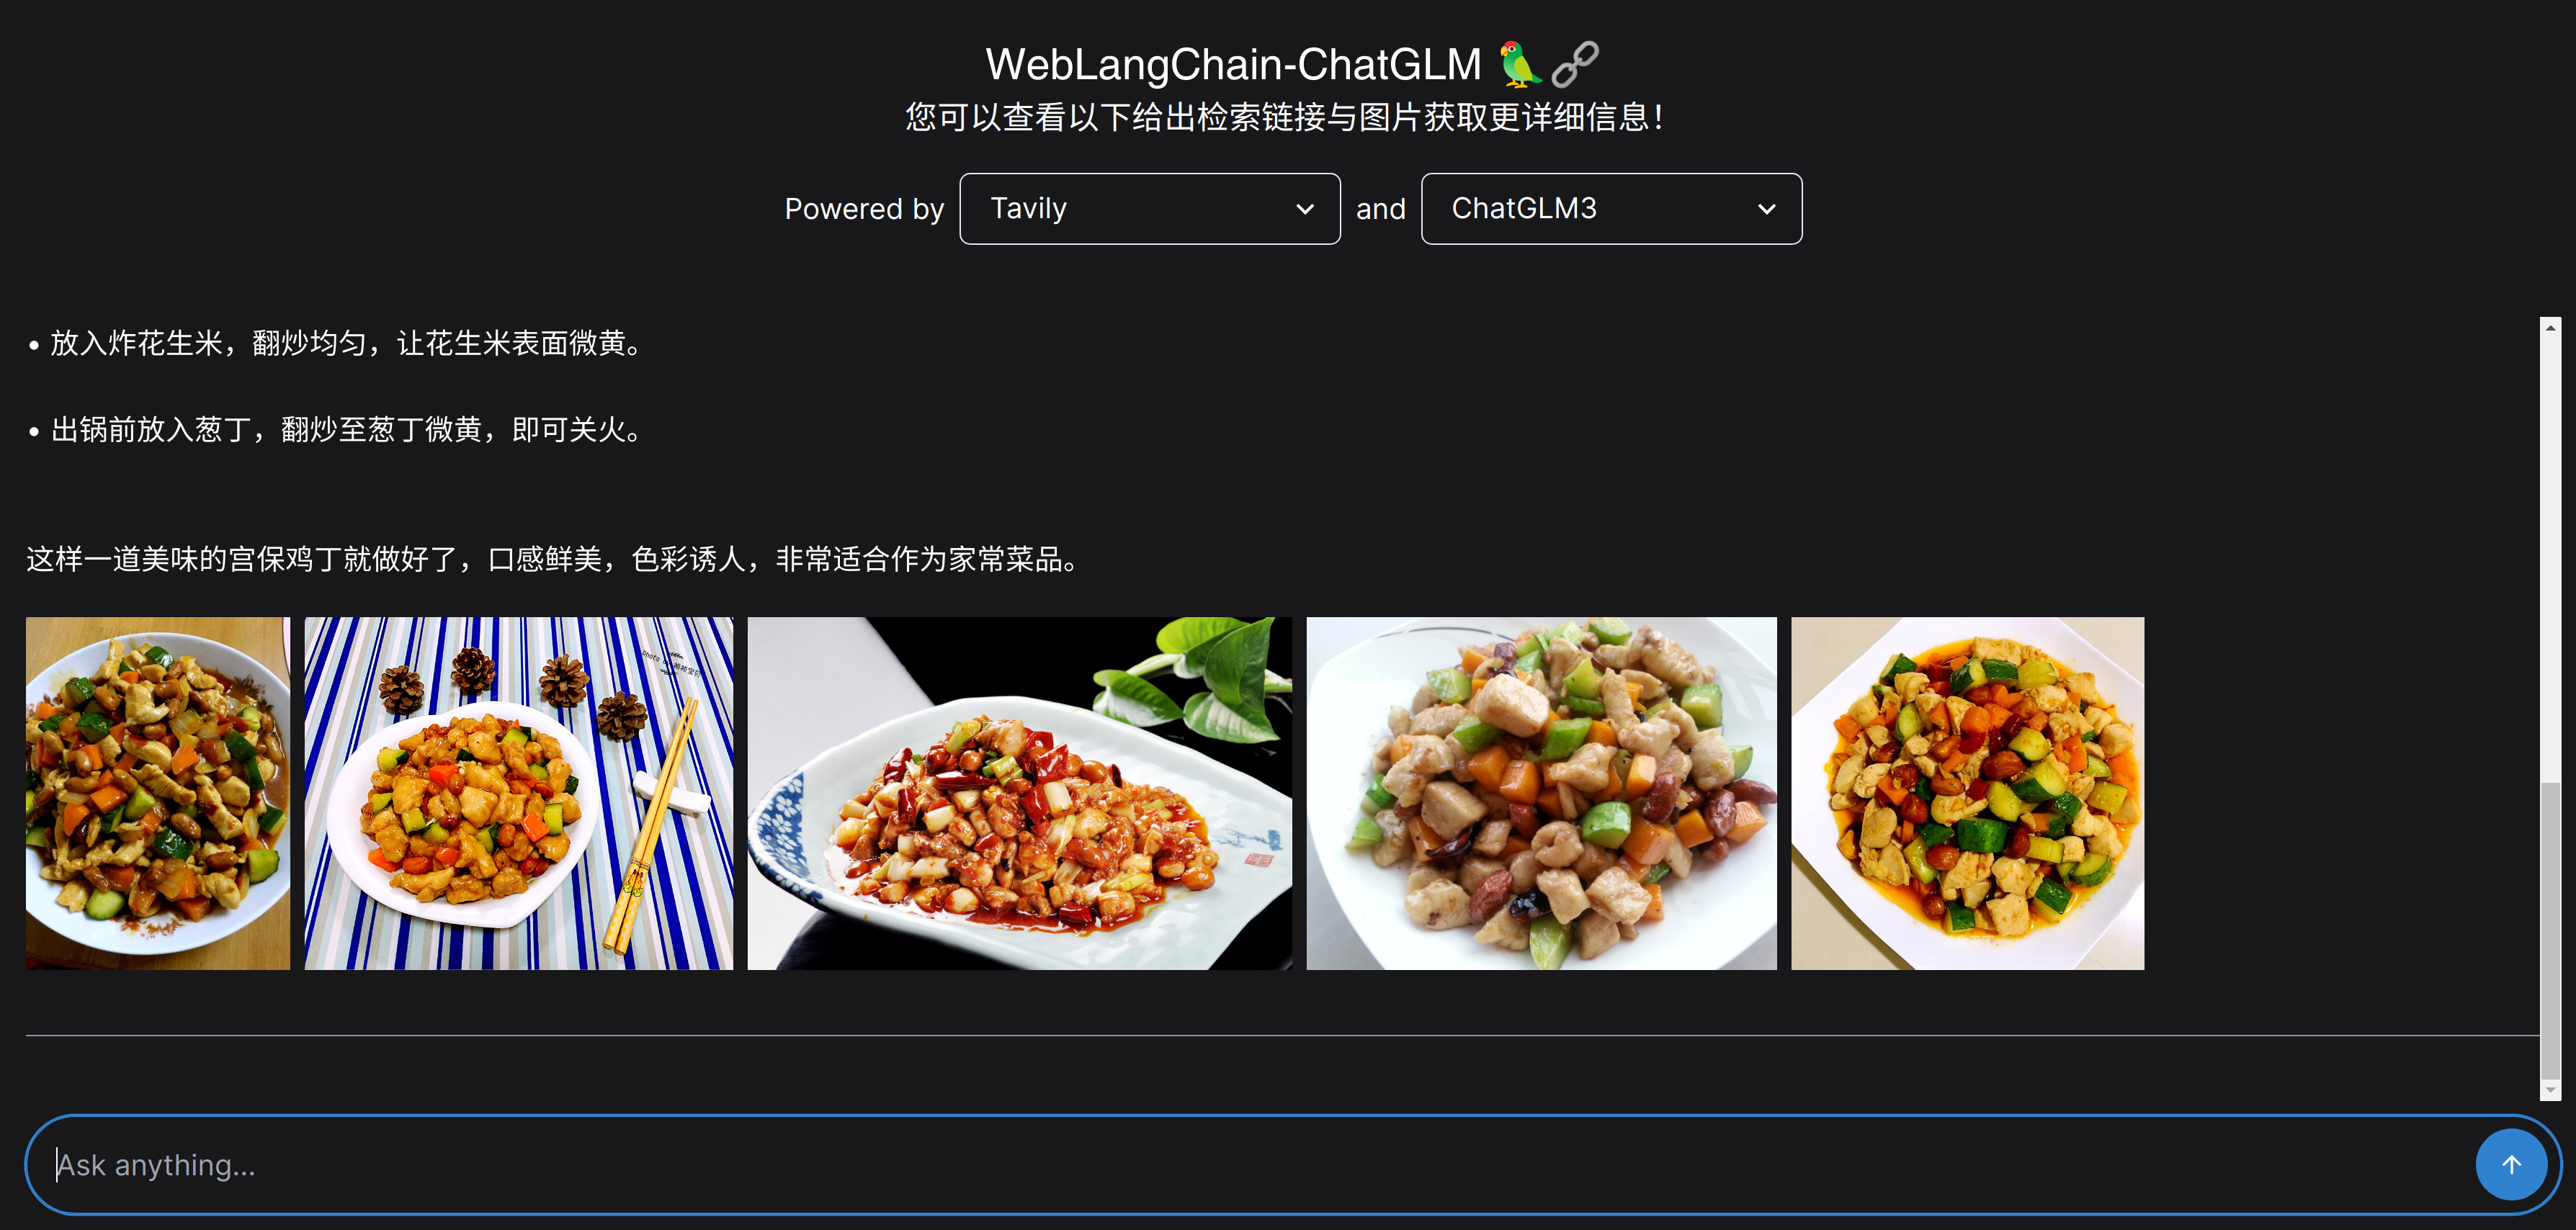 WebLangChain-ChatGLM 🦜🔗
您可以查看以下给出检索链接与图片获取更详细信息！
Powered by Tavily and ChatGLM3
• 放入炸花生米，翻炒均匀，让花生米表面微黄。
• 出锅前放入葱丁，翻炒至葱丁微黄，即可关火。
这样一道美味的宫保鸡丁就做好了，口感鲜美，色彩诱人，非常适合作为家常菜品。
Ask anything...